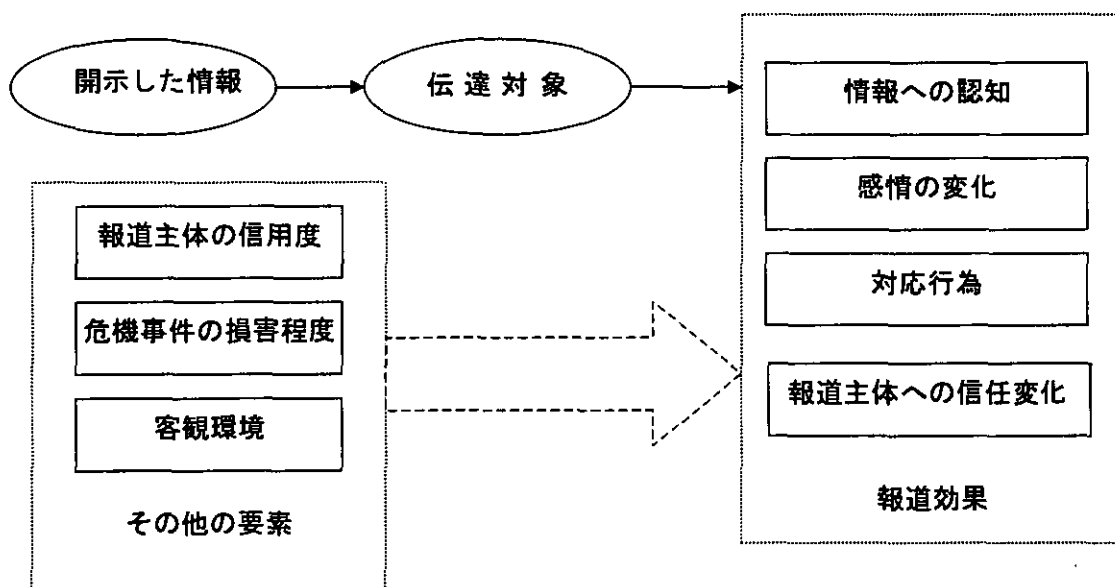 開示した情報
伝達対象
情報への認知
感情の変化
対応行為
報道主体への信任変化
報道効果
報道主体の信用度
危機事件の損害程度
客観環境
その他の要素